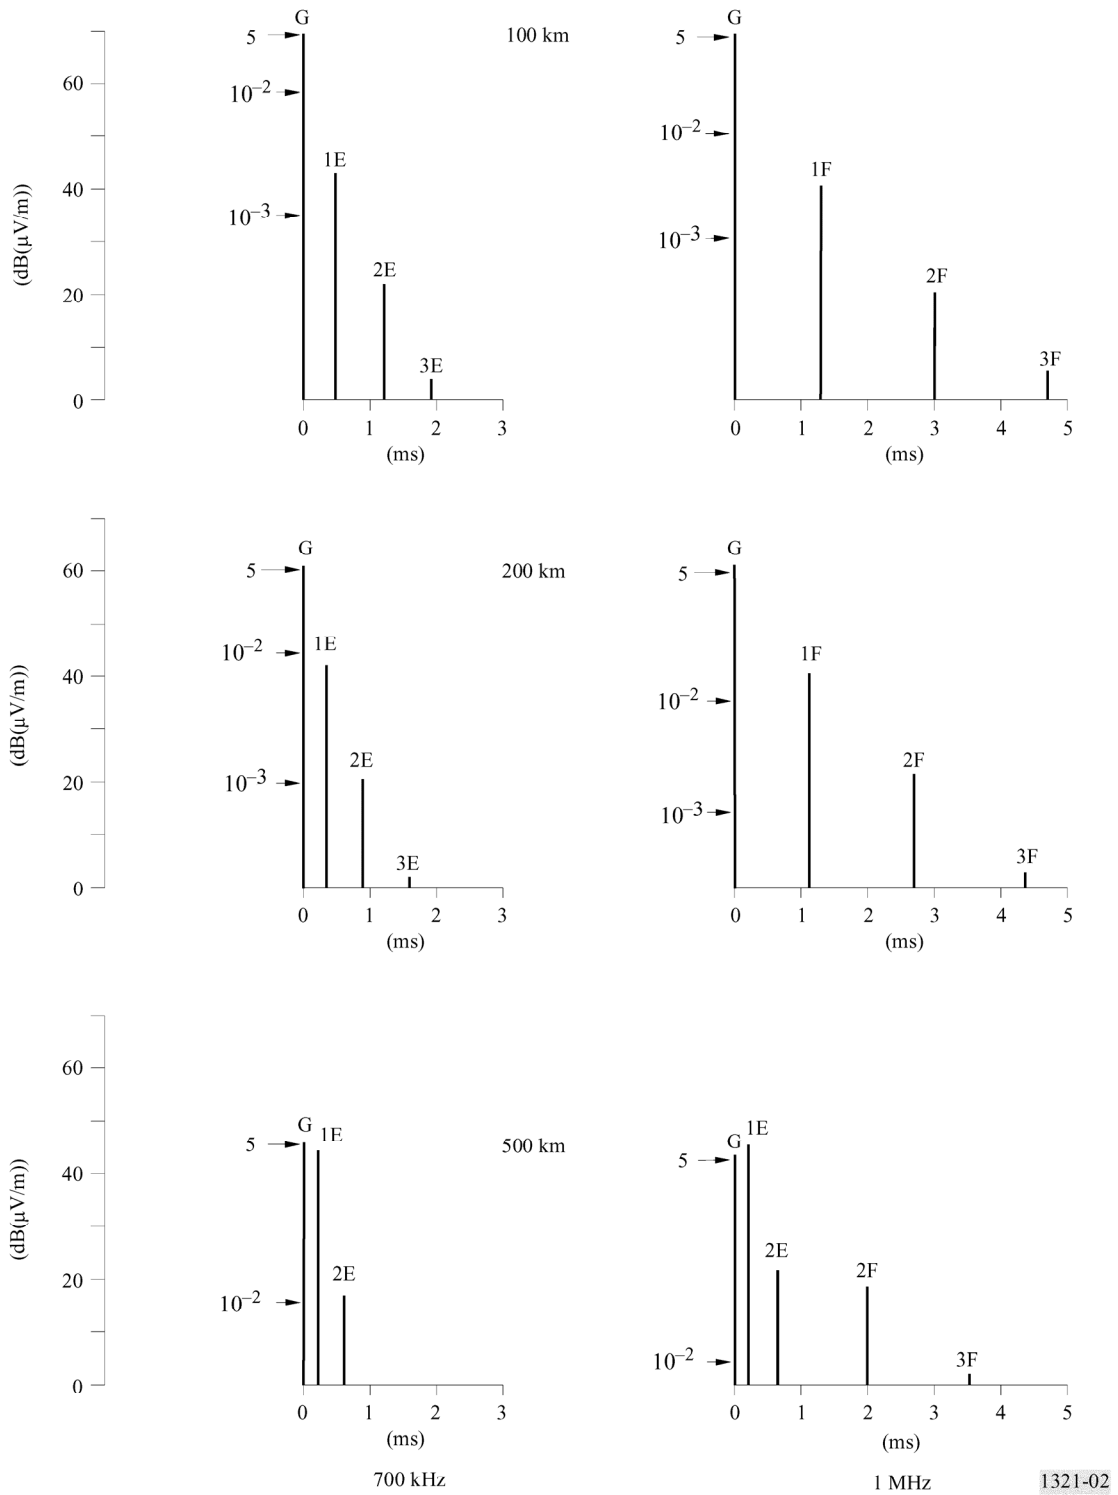 G
5
100 km
10⁻²
1E
10⁻³
2E
3E
60
40
20
0
(dB(μV/m))
0 1 2 3
(ms)
G
5
10⁻²
1F
10⁻³
2F
3F
0 1 2 3 4 5
(ms)
G
5
200 km
10⁻²
1E
10⁻³
2E
3E
60
40
20
0
(dB(μV/m))
0 1 2 3
(ms)
G
5
1F
10⁻²
2F
10⁻³
3F
0 1 2 3 4 5
(ms)
G
1E
5
500 km
2E
10⁻²
60
40
20
0
(dB(μV/m))
0 1 2 3
(ms)
700 kHz
1E
G
5
2E
2F
10⁻²
3F
0 1 2 3 4 5
(ms)
1 MHz
1321-02